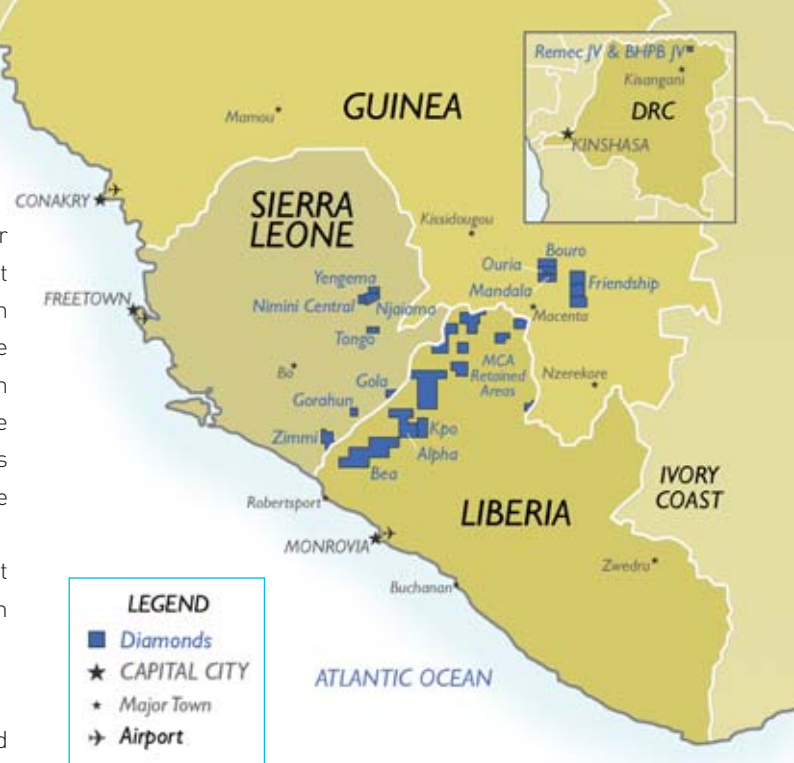 Remec JV & BHPB JV
Kisangani
DRC
KINSHASA
GUINEA
Mamou
CONAKRY
SIERRA
LEONE
Kissidougou
Bouro
Ouria
Mandala
Friendship
Macenta
Yengema
Nimini Central
Njaiama
FREETOWN
Tongo
MCA
Retained
Areas
Nzerekore
Bo
Gola
Gorahun
Zimmi
Kpo
Alpha
Bea
IVORY
COAST
Robertsport
LIBERIA
MONROVIA
Zwedru
Buchanan
ATLANTIC OCEAN
LEGEND
Diamonds
CAPITAL CITY
Major Town
Airport
r
t
n
e
n
e
s
e
t
n
d